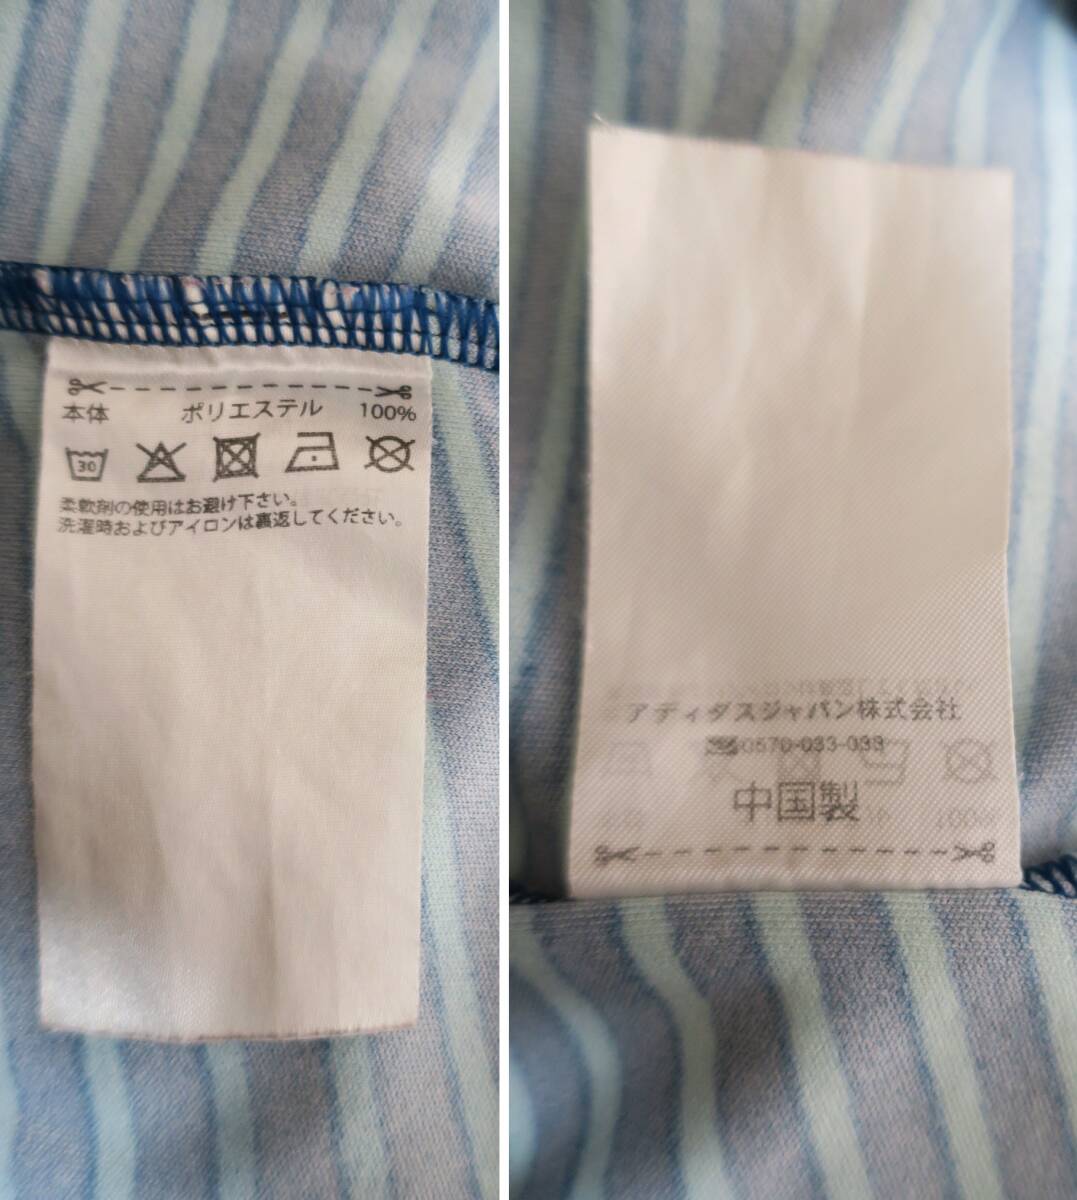 本体 ポリエステル 100%
30
柔軟剤の使用はお避け下さい。
洗濯時およびアイロンは裏返してください。
アディダスジャパン株式会社
0570-033-033
中国製